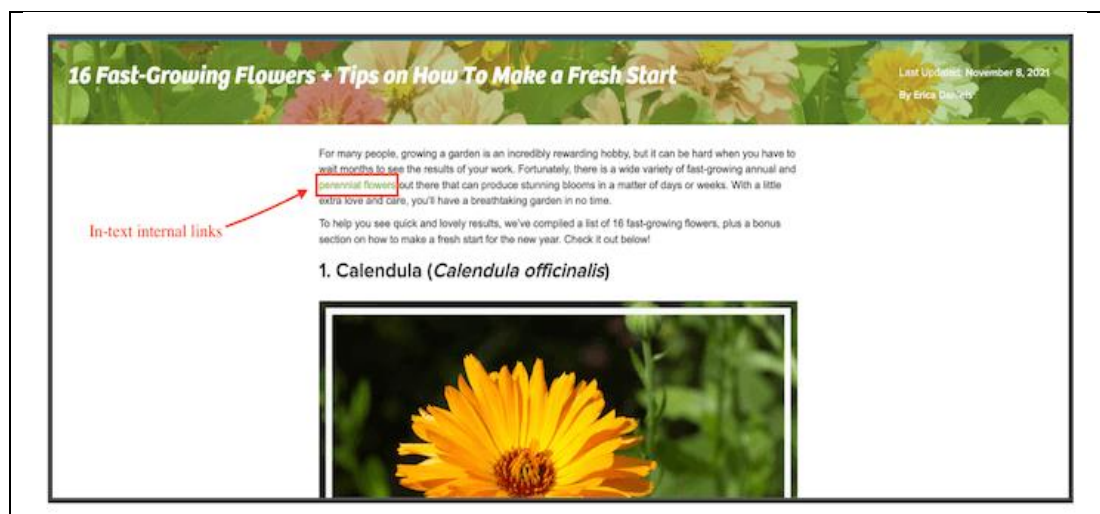 16 Fast-Growing Flowers + Tips on How To Make a Fresh Start
Last Updated: November 8, 2021
By Erica Daniels
For many people, growing a garden is an incredibly rewarding hobby, but it can be hard when you have to
wait months to see the results of your work. Fortunately, there is a wide variety of fast-growing annual and
perennial flowers out there that can produce stunning blooms in a matter of days or weeks. With a little
extra love and care, you'll have a breathtaking garden in no time.
In-text internal links
To help you see quick and lovely results, we've compiled a list of 16 fast-growing flowers, plus a bonus
section on how to make a fresh start for the new year. Check it out below!
1. Calendula (Calendula officinalis)